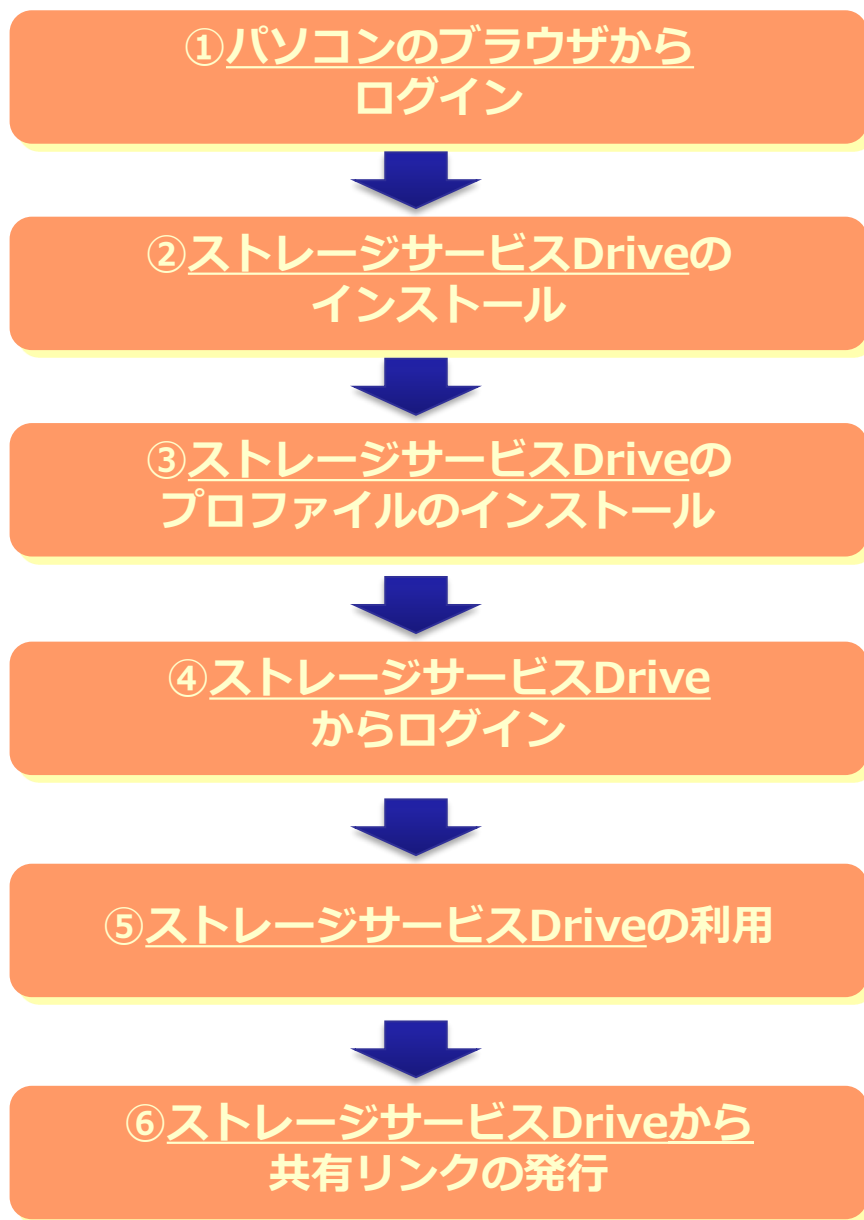 ①パソコンのブラウザから
ログイン
②ストレージサービスDriveの
インストール
③ストレージサービスDriveの
プロファイルのインストール
④ストレージサービスDrive
からログイン
⑤ストレージサービスDriveの利用
⑥ストレージサービスDriveから
共有リンクの発行